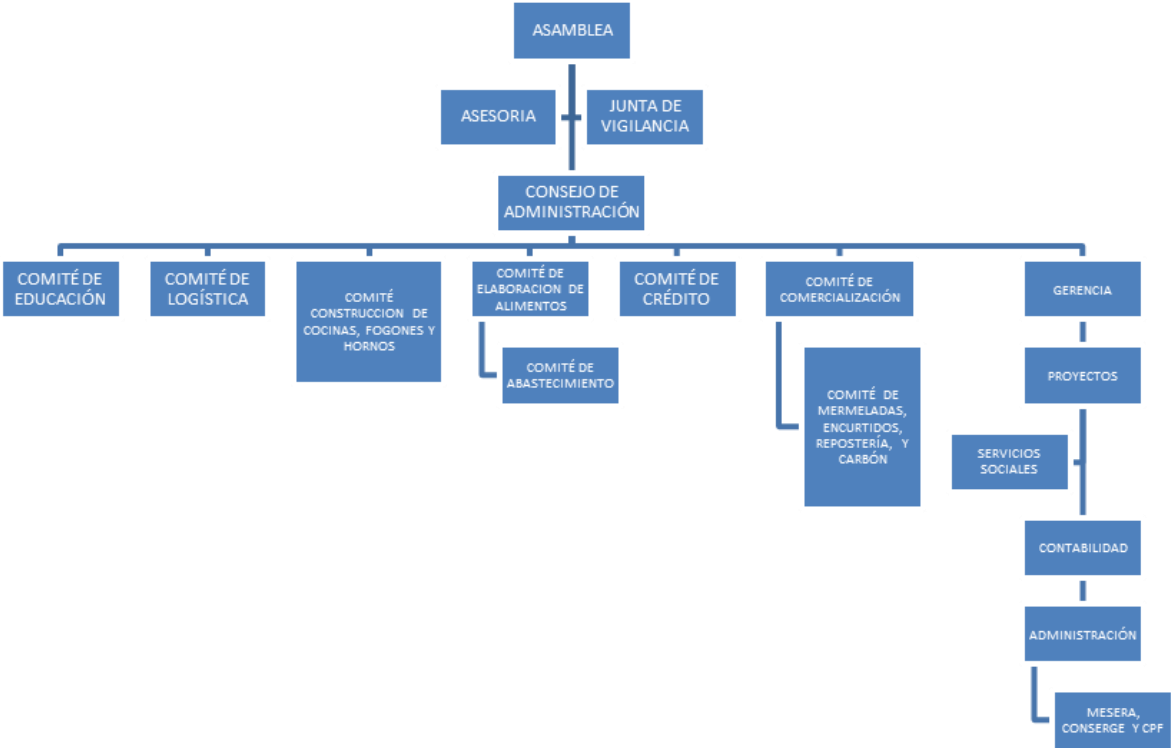 ASAMBLEA
ASESORIA
JUNTA DE
VIGILANCIA
CONSEJO DE
ADMINISTRACIÓN
COMITÉ DE
EDUCACIÓN
COMITÉ DE
LOGÍSTICA
COMITÉ
CONSTRUCCION DE
COCINAS, FOGONES Y
HORNOS
COMITÉ DE
ELABORACION DE
ALIMENTOS
COMITÉ DE
ABASTECIMIENTO
COMITÉ DE
CRÉDITO
COMITÉ DE
COMERCIALIZACIÓN
COMITÉ DE
MERMELADAS,
ENCURTIDOS,
REPOSTERÍA, Y
CARBÓN
GERENCIA
PROYECTOS
SERVICIOS
SOCIALES
CONTABILIDAD
ADMINISTRACIÓN
MESERA,
CONSERGE Y CPF